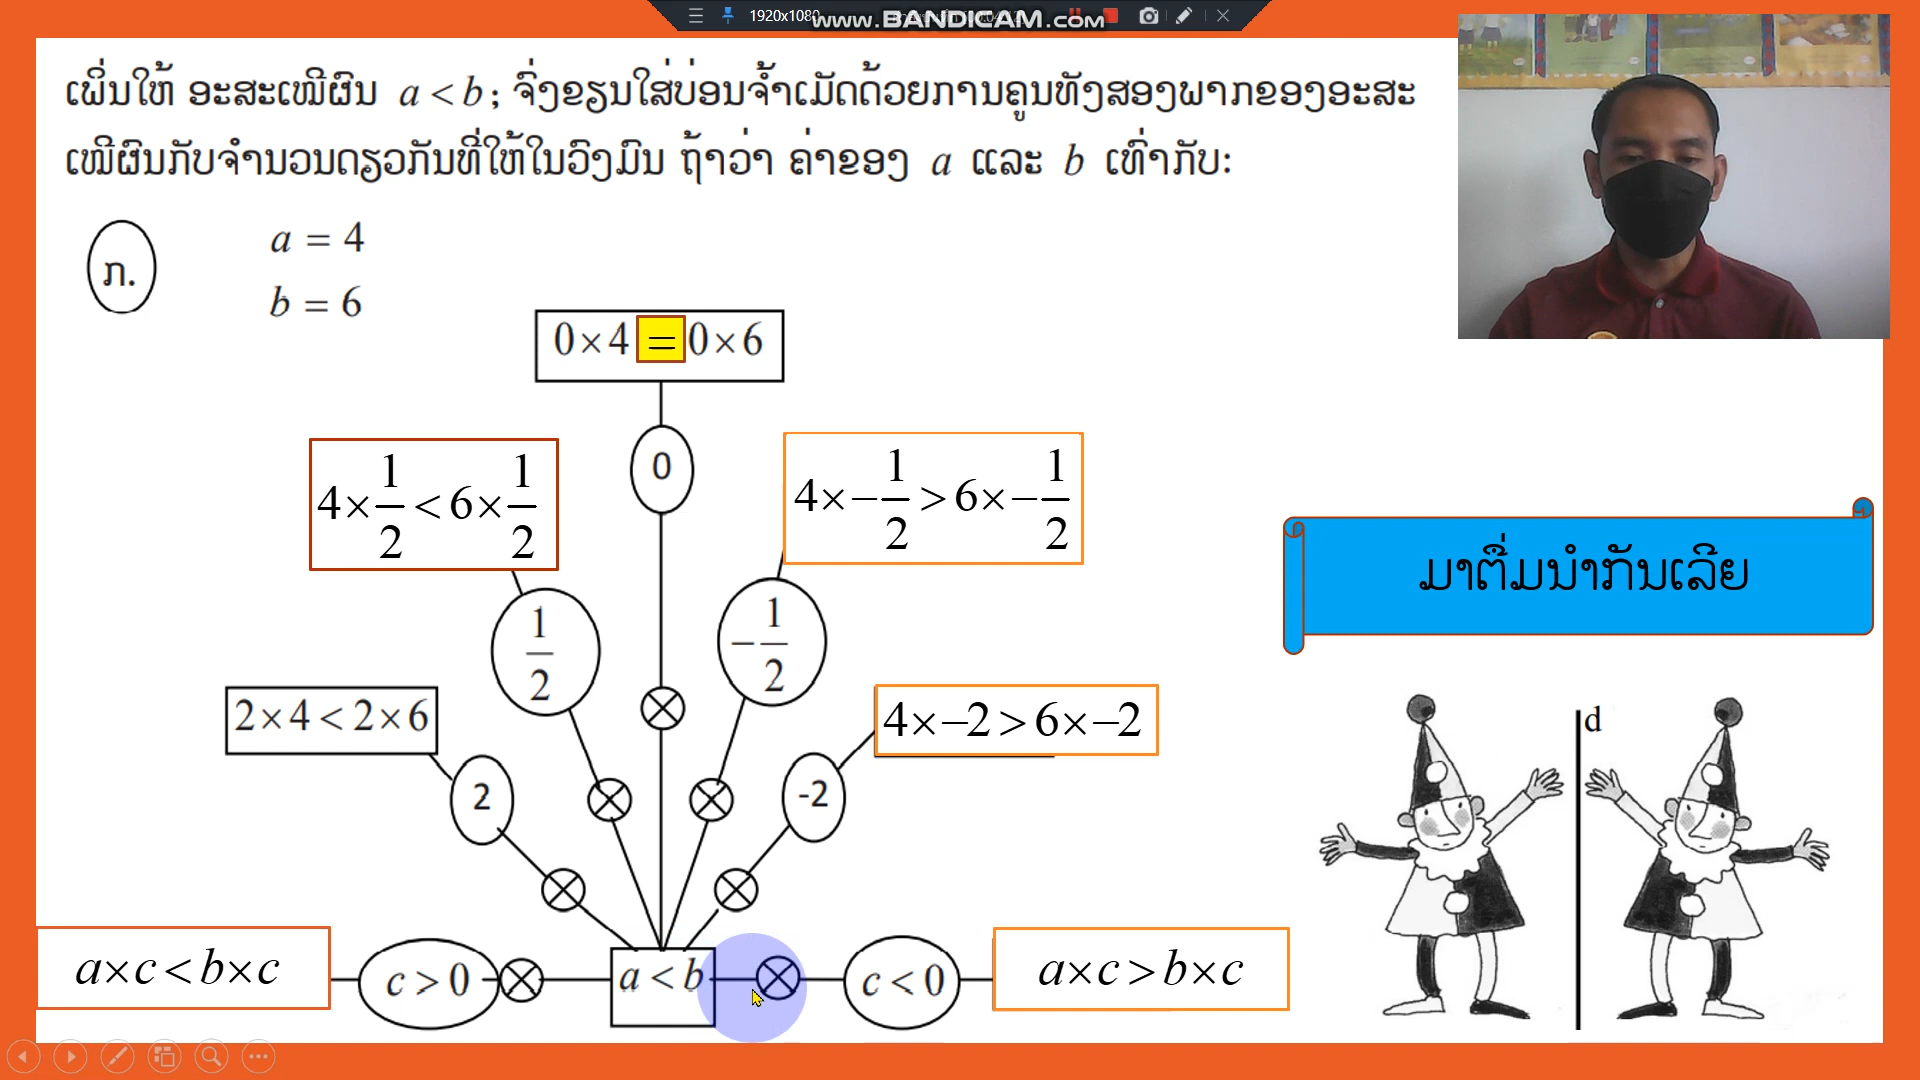 1920x1080
www.BANDICAM.com
ເພິ່ນໃຫ້ ອະສະເໝີຜົນ a < b; ຈົ່ງຂຽນໃສ່ບ່ອນຈ້ຳເມັດດ້ວຍການຄູນທັງສອງພາກຂອງອະສະ
ເໝີຜົນກັບຈຳນວນດຽວກັນທີ່ໃຫ້ໃນວົງມົນ ຖ້າວ່າ ຄ່າຂອງ a ແລະ b ເທົ່າກັບ:
ກ.
a = 4
b = 6
0×4 = 0×6
0
4×1/2 < 6×1/2
4×−1/2 > 6×−1/2
1/2
−1/2
ມາຕື່ມນຳກັນເລີຍ
2×4 < 2×6
4×−2 > 6×−2
2
-2
d
a×c < b×c
c > 0
a < b
c < 0
a×c > b×c